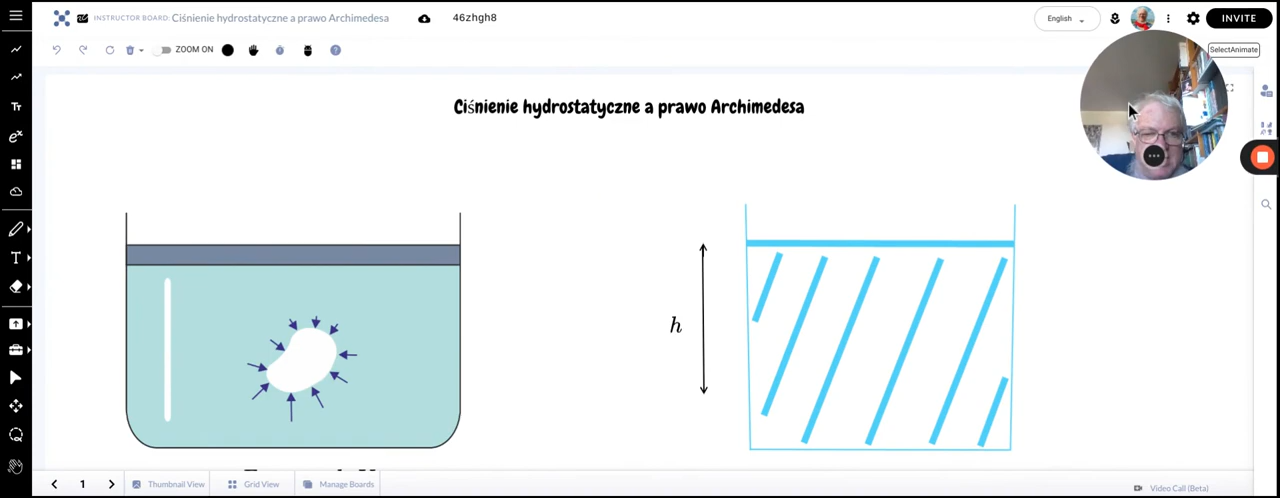 INSTRUCTOR BOARD: Ciśnienie hydrostatyczne a prawo Archimedesa
46zhgh8
English
INVITE
ZOOM ON
SelectAnimate
Ciśnienie hydrostatyczne a prawo Archimedesa
h
1
Thumbnail View
Grid View
Manage Boards
Video Call (Beta)